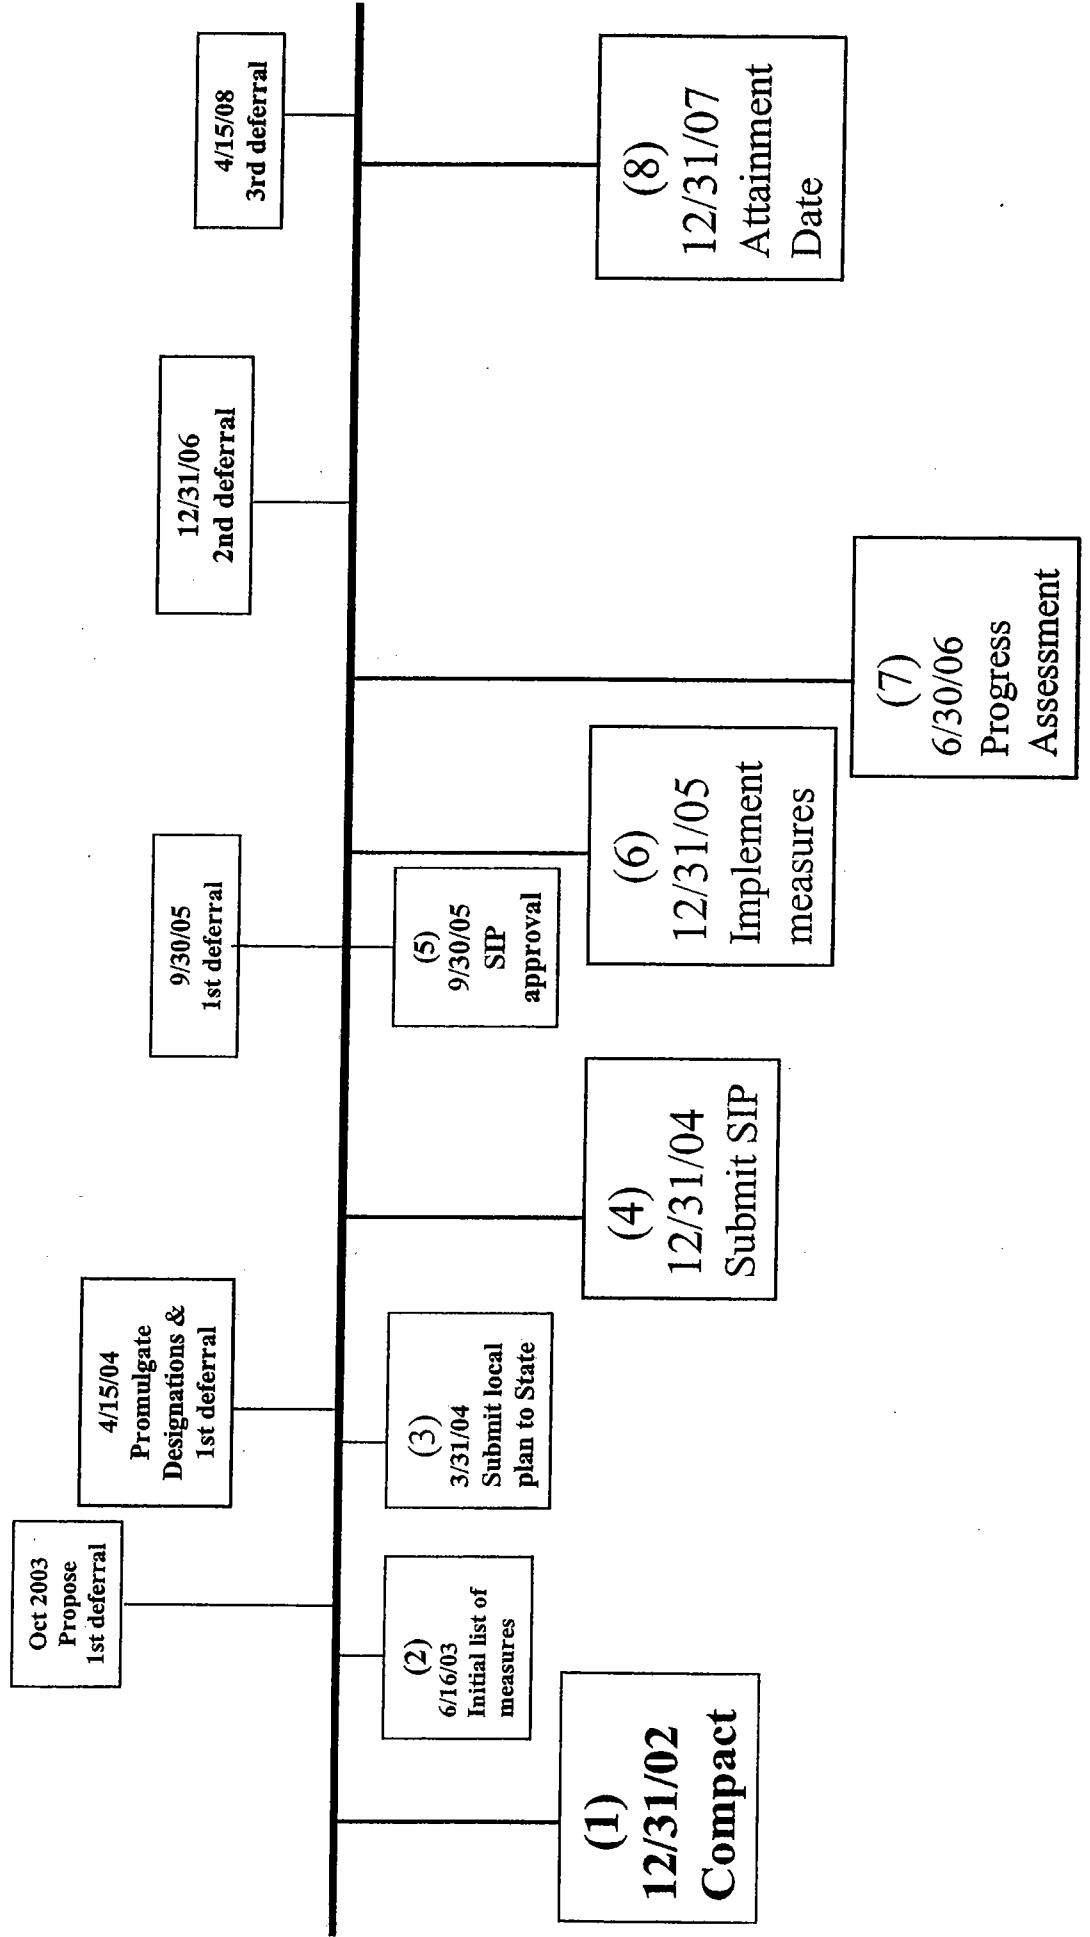 Oct 2003
Propose
1st deferral
4/15/04
Promulgate
Designations &
1st deferral
9/30/05
1st deferral
12/31/06
2nd deferral
4/15/08
3rd deferral
(1)
12/31/02
Compact
(2)
6/16/03
Initial list of
measures
(3)
3/31/04
Submit local
plan to State
(4)
12/31/04
Submit SIP
(5)
9/30/05
SIP
approval
(6)
12/31/05
Implement
measures
(7)
6/30/06
Progress
Assessment
(8)
12/31/07
Attainment
Date